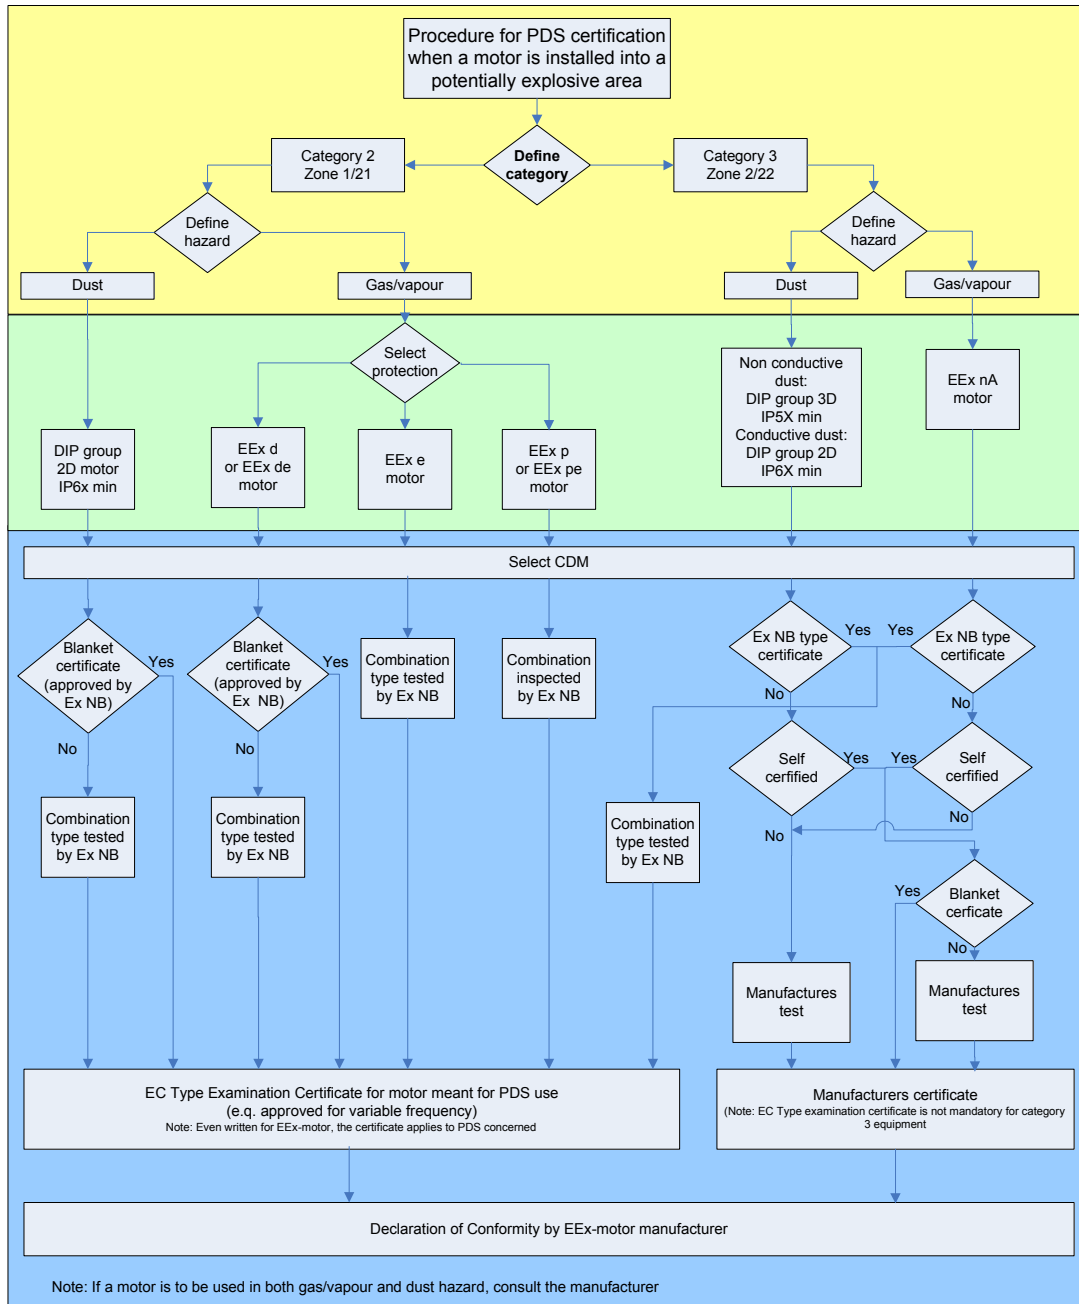 Procedure for PDS certification
when a motor is installed into a
potentially explosive area
Category 2
Zone 1/21
Define
category
Category 3
Zone 2/22
Define
hazard
Define
hazard
Dust
Gas/vapour
Dust
Gas/vapour
Select
protection
DIP group
2D motor
IP6x min
EEx d
or EEx de
motor
EEx e
motor
EEx p
or EEx pe
motor
Non conductive
dust:
DIP group 3D
IP5X min
Conductive dust:
DIP group 2D
IP6X min
EEx nA
motor
Select CDM
Blanket
certificate
(approved by
Ex NB)
Yes
No
Blanket
certificate
(approved by
Ex  NB)
Yes
No
Combination
type tested
by Ex NB
Combination
inspected
by Ex NB
Ex NB type
certificate
Yes
No
Yes
Ex NB type
certificate
No
Self
cerfified
Yes
No
Yes
Self
cerfified
No
Combination
type tested
by Ex NB
Combination
type tested
by Ex NB
Combination
type tested
by Ex NB
Yes
Blanket
cerficate
No
Manufactures
test
Manufactures
test
EC Type Examination Certificate for motor meant for PDS use
(e.q. approved for variable frequency)
Note: Even written for EEx-motor, the certificate applies to PDS concerned
Manufacturers certificate
(Note: EC Type examination certificate is not mandatory for category
3 equipment
Declaration of Conformity by EEx-motor manufacturer
Note: If a motor is to be used in both gas/vapour and dust hazard, consult the manufacturer